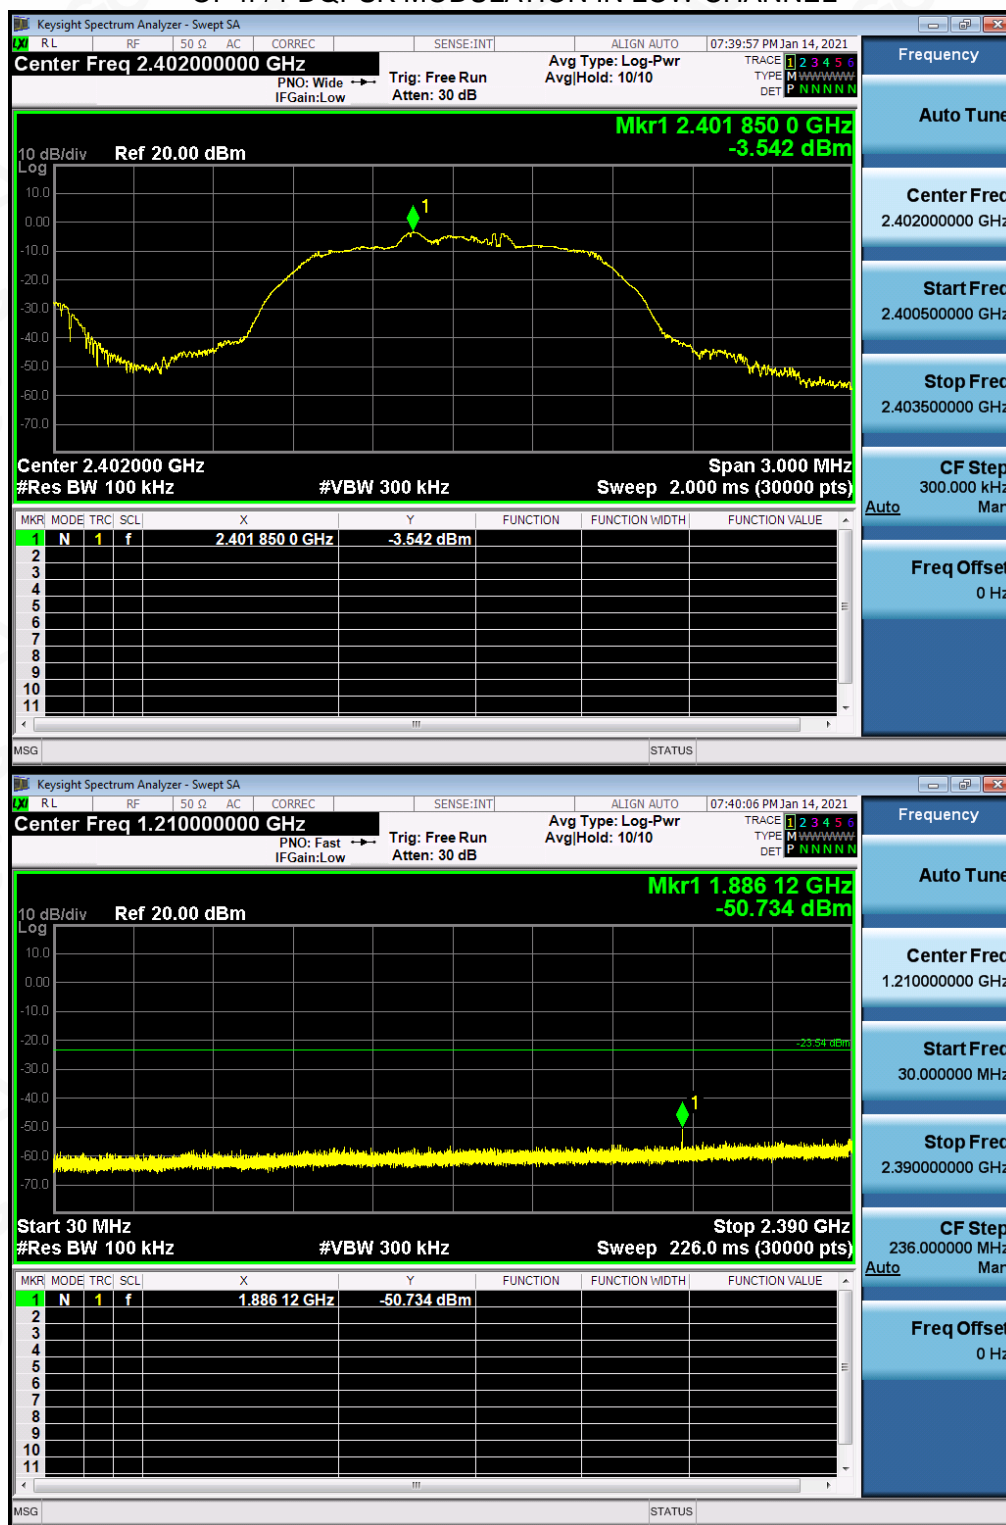 OF π/4-DQPSK MODULATION IN LOW CHANNEL
Keysight Spectrum Analyzer - Swept SA
LXI RL RF 50 Ω AC CORREC SENSE:INT ALIGN AUTO 07:39:57 PM Jan 14, 2021
Center Freq 2.402000000 GHz
PNO: Wide
IFGain:Low
Trig: Free Run
Atten: 30 dB
Avg Type: Log-Pwr
Avg|Hold: 10/10
TRACE 1 2 3 4 5 6
TYPE M WWWWW
DET P N N N N N
Mkr1 2.401 850 0 GHz
-3.542 dBm
10 dB/div Ref 20.00 dBm
Log
10.0
0.00
-10.0
-20.0
-30.0
-40.0
-50.0
-60.0
-70.0
1
Center 2.402000 GHz Span 3.000 MHz
#Res BW 100 kHz #VBW 300 kHz Sweep 2.000 ms (30000 pts)
MKR MODE TRC SCL X Y FUNCTION FUNCTION WIDTH FUNCTION VALUE
1 N 1 f 2.401 850 0 GHz -3.542 dBm
2
3
4
5
6
7
8
9
10
11
MSG STATUS
Frequency
Auto Tune
Center Freq
2.402000000 GHz
Start Freq
2.400500000 GHz
Stop Freq
2.403500000 GHz
CF Step
300.000 kHz
Auto Man
Freq Offset
0 Hz
Keysight Spectrum Analyzer - Swept SA
LXI RL RF 50 Ω AC CORREC SENSE:INT ALIGN AUTO 07:40:06 PM Jan 14, 2021
Center Freq 1.210000000 GHz
PNO: Fast
IFGain:Low
Trig: Free Run
Atten: 30 dB
Avg Type: Log-Pwr
Avg|Hold: 10/10
TRACE 1 2 3 4 5 6
TYPE M WWWWW
DET P N N N N N
Mkr1 1.886 12 GHz
-50.734 dBm
10 dB/div Ref 20.00 dBm
Log
10.0
0.00
-10.0
-20.0
-30.0
-40.0
-50.0
-60.0
-70.0
-23.54 dBm
1
Start 30 MHz Stop 2.390 GHz
#Res BW 100 kHz #VBW 300 kHz Sweep 226.0 ms (30000 pts)
MKR MODE TRC SCL X Y FUNCTION FUNCTION WIDTH FUNCTION VALUE
1 N 1 f 1.886 12 GHz -50.734 dBm
2
3
4
5
6
7
8
9
10
11
MSG STATUS
Frequency
Auto Tune
Center Freq
1.210000000 GHz
Start Freq
30.000000 MHz
Stop Freq
2.390000000 GHz
CF Step
236.000000 MHz
Auto Man
Freq Offset
0 Hz